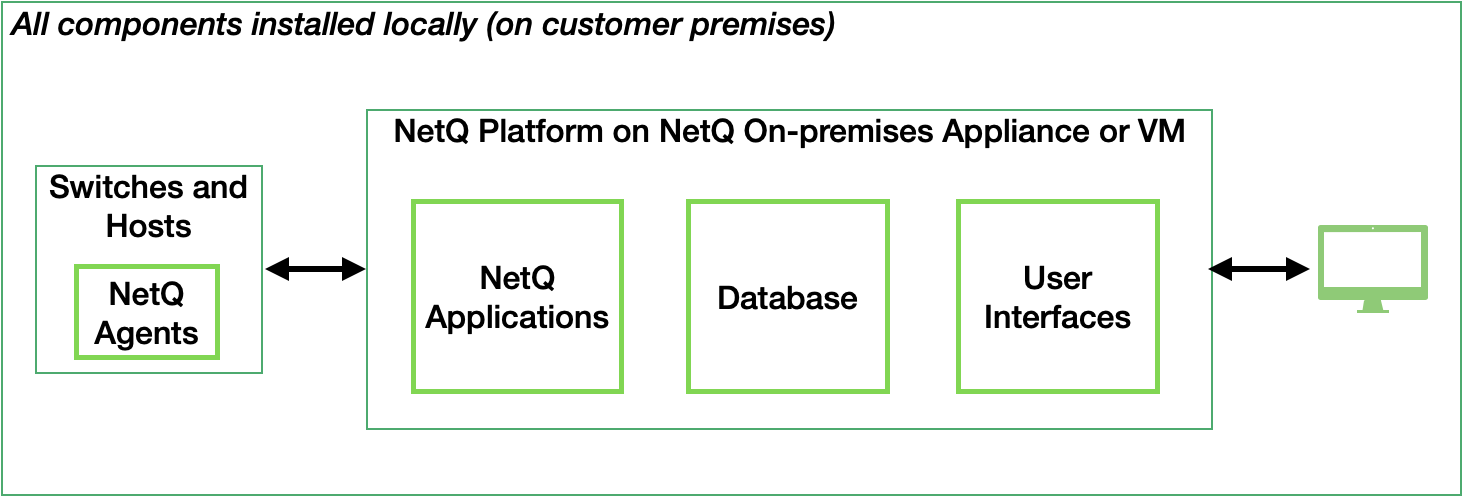 All components installed locally (on customer premises)
NetQ Platform on NetQ On-premises Appliance or VM
Switches and
Hosts
NetQ
Agents
NetQ
Applications
Database
User
Interfaces